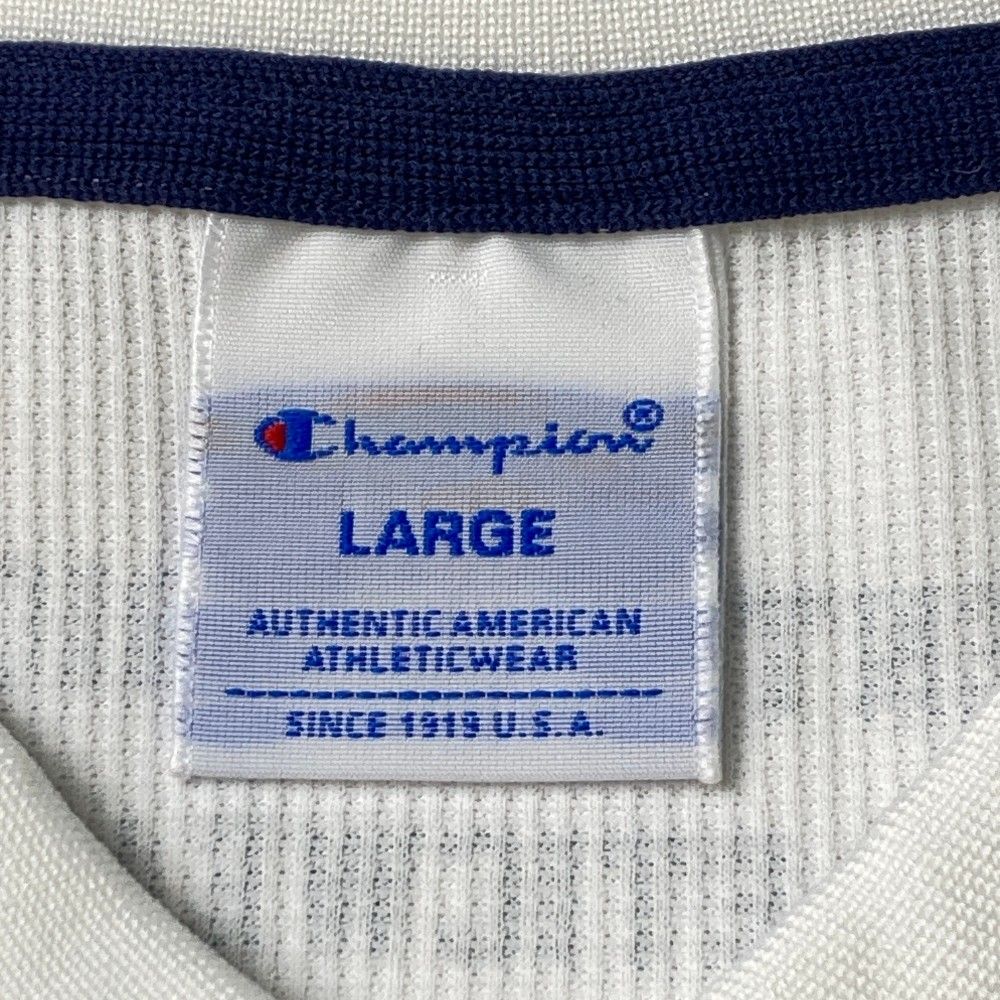 Champion®
LARGE
AUTHENTIC AMERICAN
ATHLETICWEAR
SINCE 1919 U.S.A.